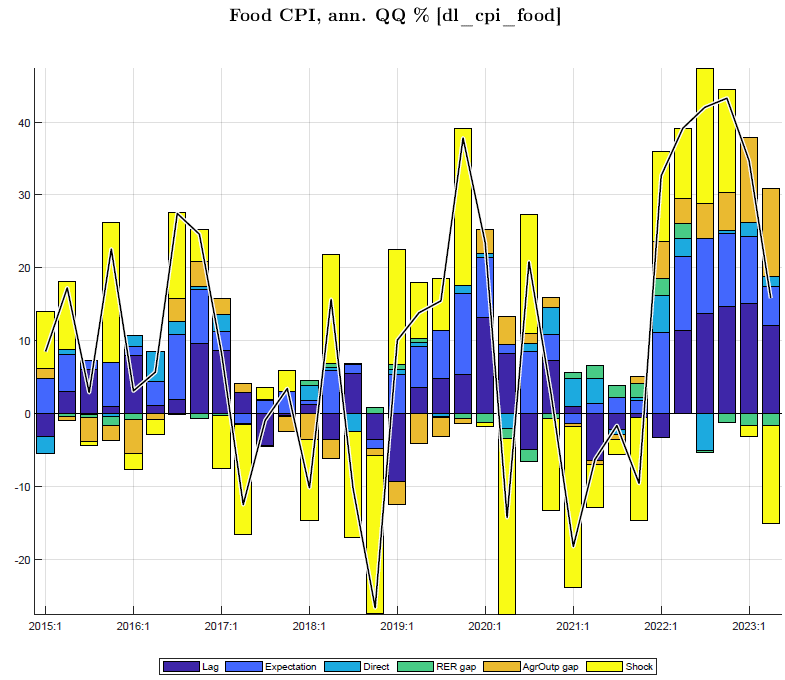 Food CPI, ann. QQ % [dl_cpi_food]
40
30
20
10
0
-10
-20
2015:1 2016:1 2017:1 2018:1 2019:1 2020:1 2021:1 2022:1 2023:1
Lag Expectation Direct RER gap AgrOutp gap Shock